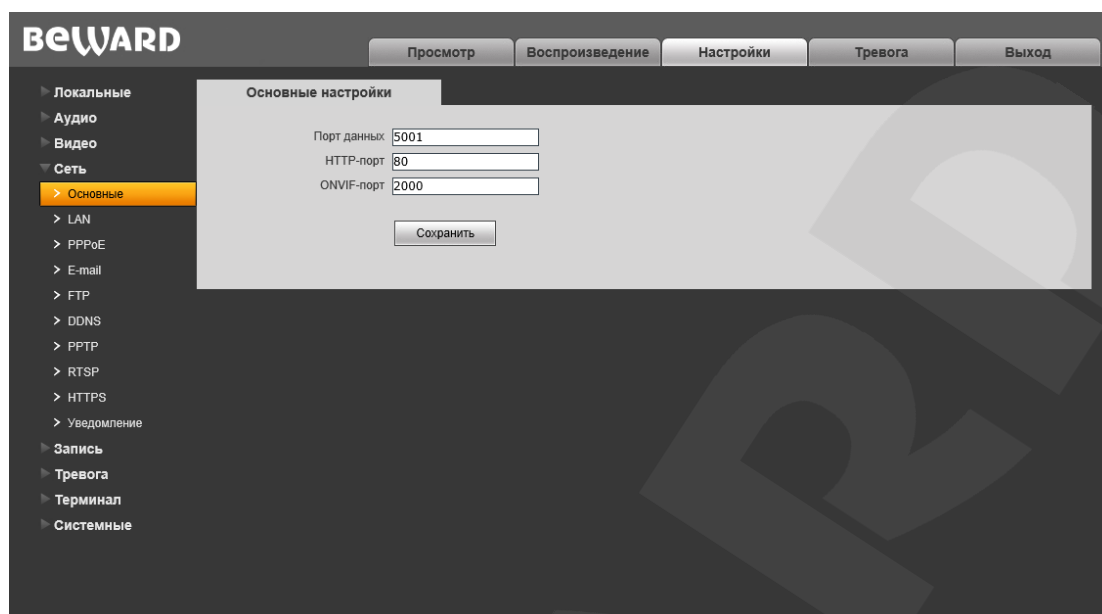 BEWARD
Просмотр Воспроизведение Настройки Тревога Выход
Локальные
Аудио
Видео
Сеть
Основные
LAN
PPPoE
E-mail
FTP
DDNS
PPTP
RTSP
HTTPS
Уведомление
Запись
Тревога
Терминал
Системные
Основные настройки
Порт данных 5001
HTTP-порт 80
ONVIF-порт 2000
Сохранить